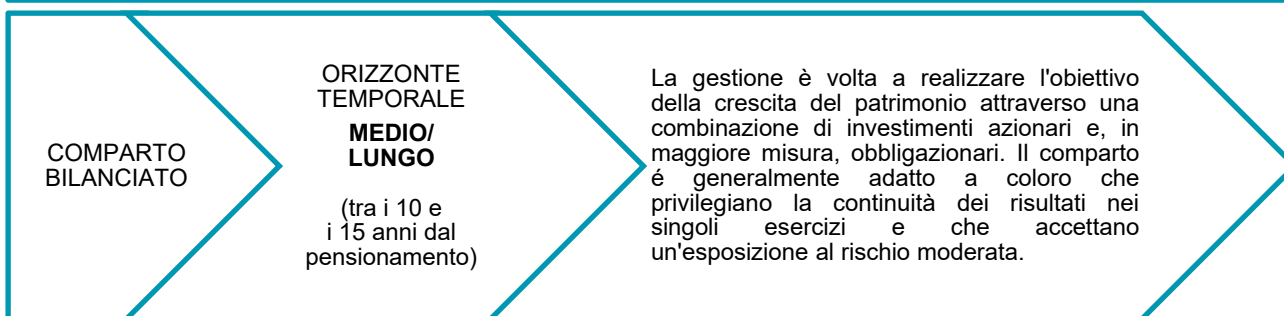 COMPARTO
BILANCIATO
ORIZZONTE
TEMPORALE
MEDIO/
LUNGO
(tra i 10 e
i 15 anni dal
pensionamento)
La gestione è volta a realizzare l'obiettivo
della crescita del patrimonio attraverso una
combinazione di investimenti azionari e, in
maggiore misura, obbligazionari. Il comparto
é generalmente adatto a coloro che
privilegiano la continuità dei risultati nei
singoli esercizi e che accettano
un'esposizione al rischio moderata.